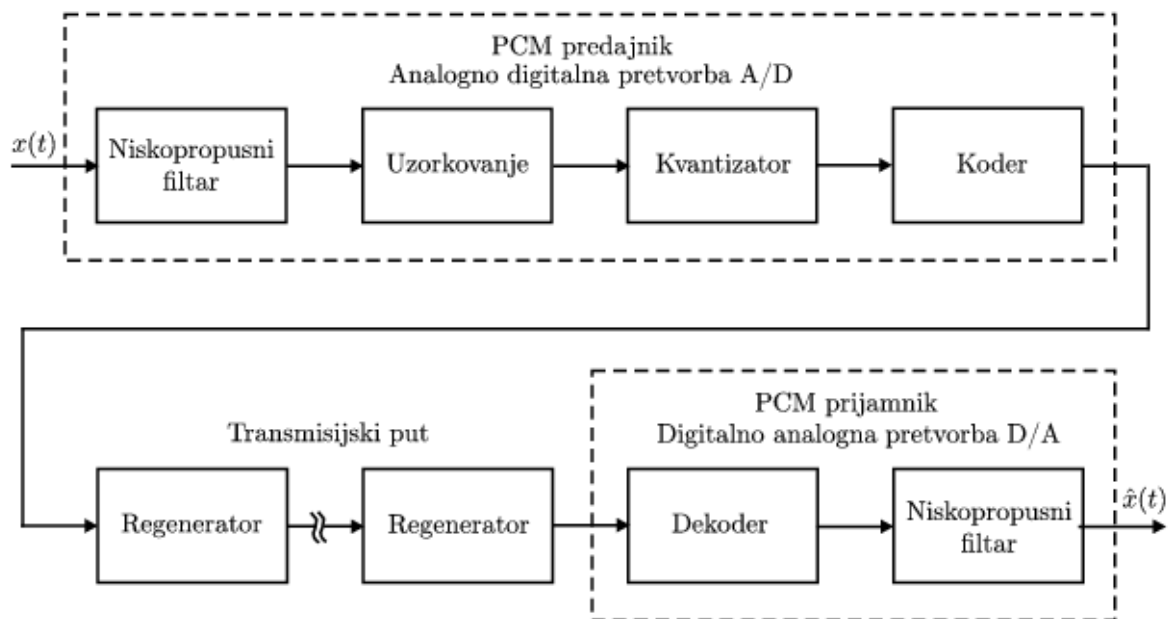 PCM predajnik
Analogno digitalna pretvorba A/D
x(t)
Niskopropusni
filtar
Uzorkovanje
Kvantizator
Koder
Transmisijski put
PCM prijamnik
Digitalno analogna pretvorba D/A
Regenerator
Regenerator
Dekoder
Niskopropusni
filtar
x̂(t)